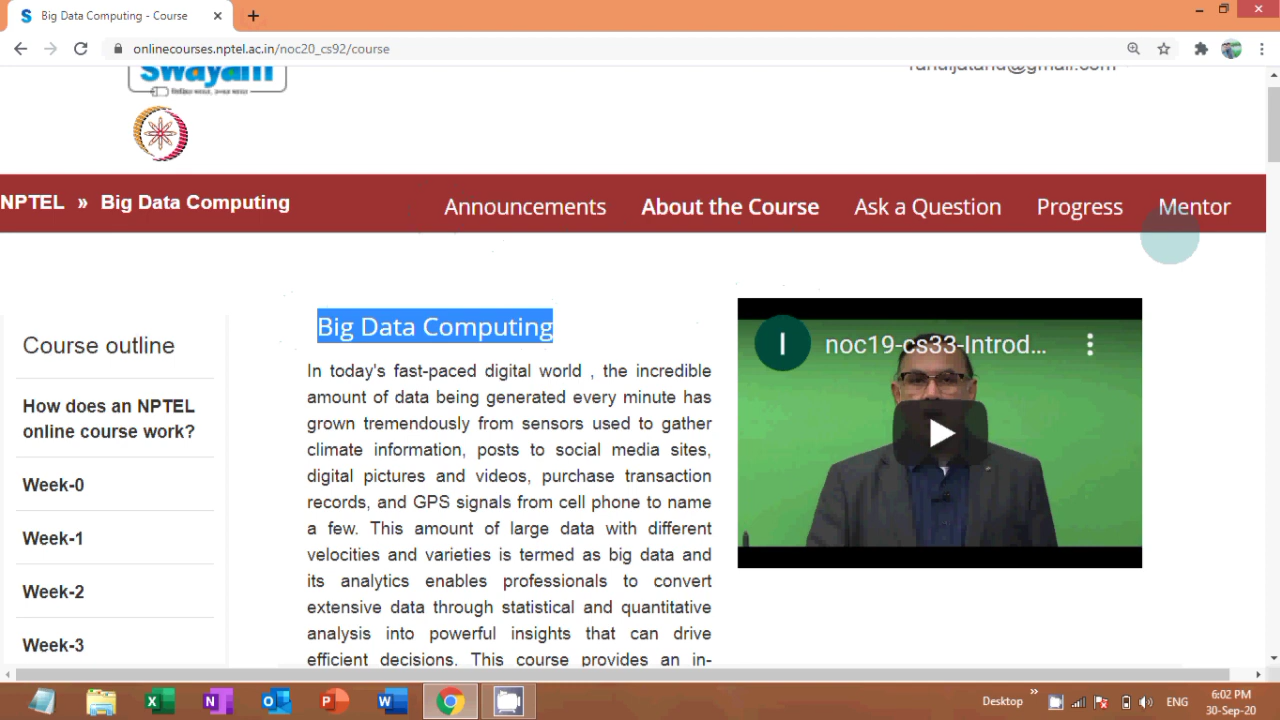 Big Data Computing - Course
onlinecourses.nptel.ac.in/noc20_cs92/course
swayam
NPTEL » Big Data Computing
Announcements
About the Course
Ask a Question
Progress
Mentor
Course outline
How does an NPTEL
online course work?
Week-0
Week-1
Week-2
Week-3
Big Data Computing
In today's fast-paced digital world , the incredible
amount of data being generated every minute has
grown tremendously from sensors used to gather
climate information, posts to social media sites,
digital pictures and videos, purchase transaction
records, and GPS signals from cell phone to name
a few. This amount of large data with different
velocities and varieties is termed as big data and
its analytics enables professionals to convert
extensive data through statistical and quantitative
analysis into powerful insights that can drive
efficient decisions. This course provides an in-
I
noc19-cs33-Introd...
Desktop
ENG
6:02 PM
30-Sep-20